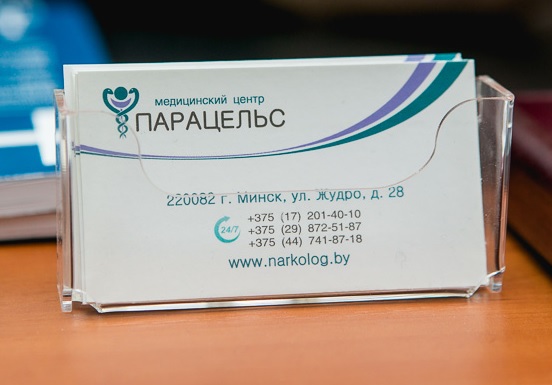 медицинский центр
ПАРАЦЕЛЬС
220082 г. Минск, ул. Жудро, д. 28
24/7
+375 (17) 201-40-10
+375 (29) 872-51-87
+375 (44) 741-87-18
www.narkolog.by